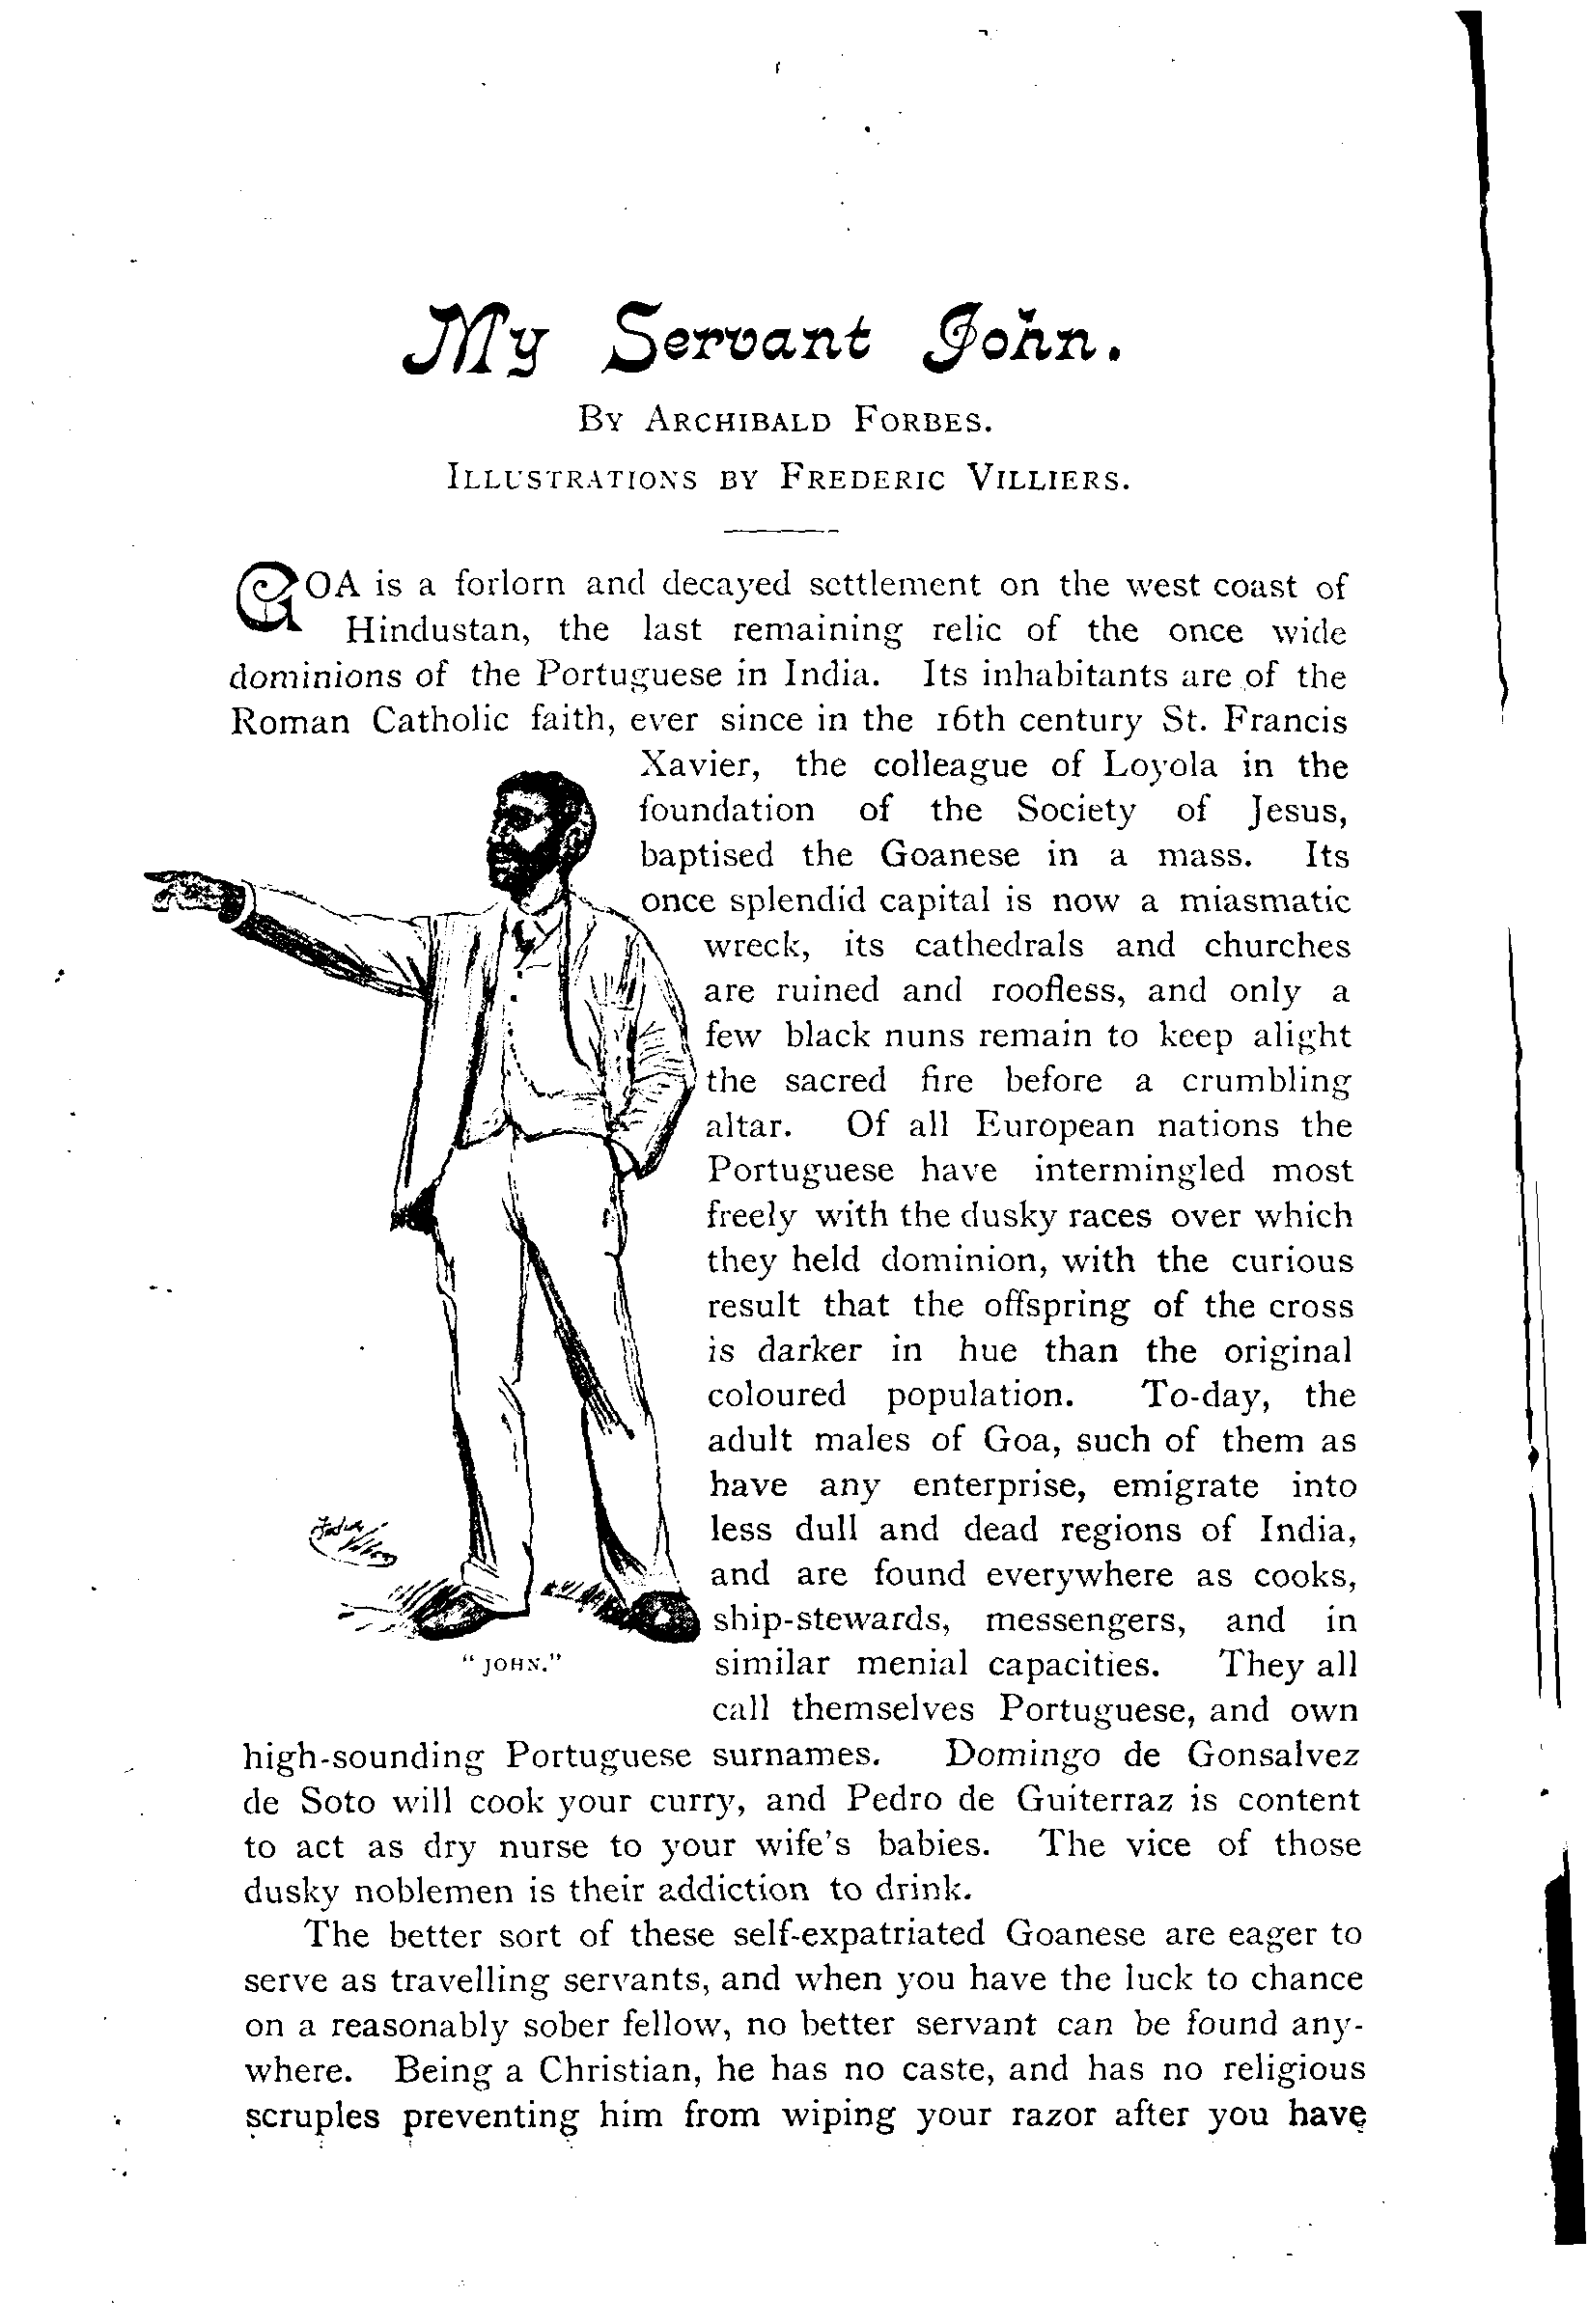 My Servant John.
By Archibald Forbes.
Illustrations by Frederic Villiers.
GOA is a forlorn and decayed settlement on the west coast of
Hindustan, the last remaining relic of the once wide
dominions of the Portuguese in India. Its inhabitants are of the
Roman Catholic faith, ever since in the 16th century St. Francis
Xavier, the colleague of Loyola in the
foundation of the Society of Jesus,
baptised the Goanese in a mass. Its
once splendid capital is now a miasmatic
wreck, its cathedrals and churches
are ruined and roofless, and only a
few black nuns remain to keep alight
the sacred fire before a crumbling
altar. Of all European nations the
Portuguese have intermingled most
freely with the dusky races over which
they held dominion, with the curious
result that the offspring of the cross
is darker in hue than the original
coloured population. To-day, the
adult males of Goa, such of them as
have any enterprise, emigrate into
less dull and dead regions of India,
and are found everywhere as cooks,
ship-stewards, messengers, and in
similar menial capacities. They all
call themselves Portuguese, and own
"JOHN."
high-sounding Portuguese surnames. Domingo de Gonsalvez
de Soto will cook your curry, and Pedro de Guiterraz is content
to act as dry nurse to your wife's babies. The vice of those
dusky noblemen is their addiction to drink.
The better sort of these self-expatriated Goanese are eager to
serve as travelling servants, and when you have the luck to chance
on a reasonably sober fellow, no better servant can be found any-
where. Being a Christian, he has no caste, and has no religious
scruples preventing him from wiping your razor after you have